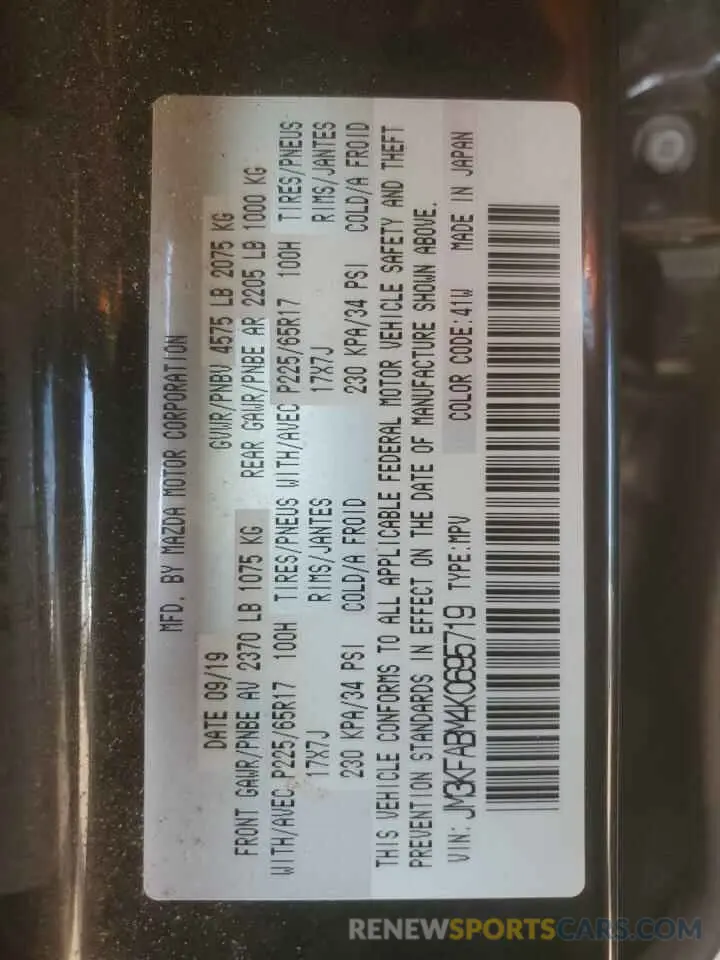 MFD. BY MAZDA MOTOR CORPORATION
DATE 09/19 GVWR/PNBV 4575 LB 2075 KG
FRONT GAWR/PNBE AV 2370 LB 1075 KG REAR GAWR/PNBE AR 2205 LB 1000 KG
WITH/AVEC P225/65R17 100H TIRES/PNEUS WITH/AVEC P225/65R17 100H TIRES/PNEUS
17X7J RIMS/JANTES 17X7J RIMS/JANTES
230 KPA/34 PSI COLD/A FROID 230 KPA/34 PSI COLD/A FROID
THIS VEHICLE CONFORMS TO ALL APPLICABLE FEDERAL MOTOR VEHICLE SAFETY AND THEFT
PREVENTION STANDARDS IN EFFECT ON THE DATE OF MANUFACTURE SHOWN ABOVE.
VIN: JM3KFABM4K0695719 TYPE:MPV COLOR CODE:41W MADE IN JAPAN
RENEWSPORTSCARS.COM